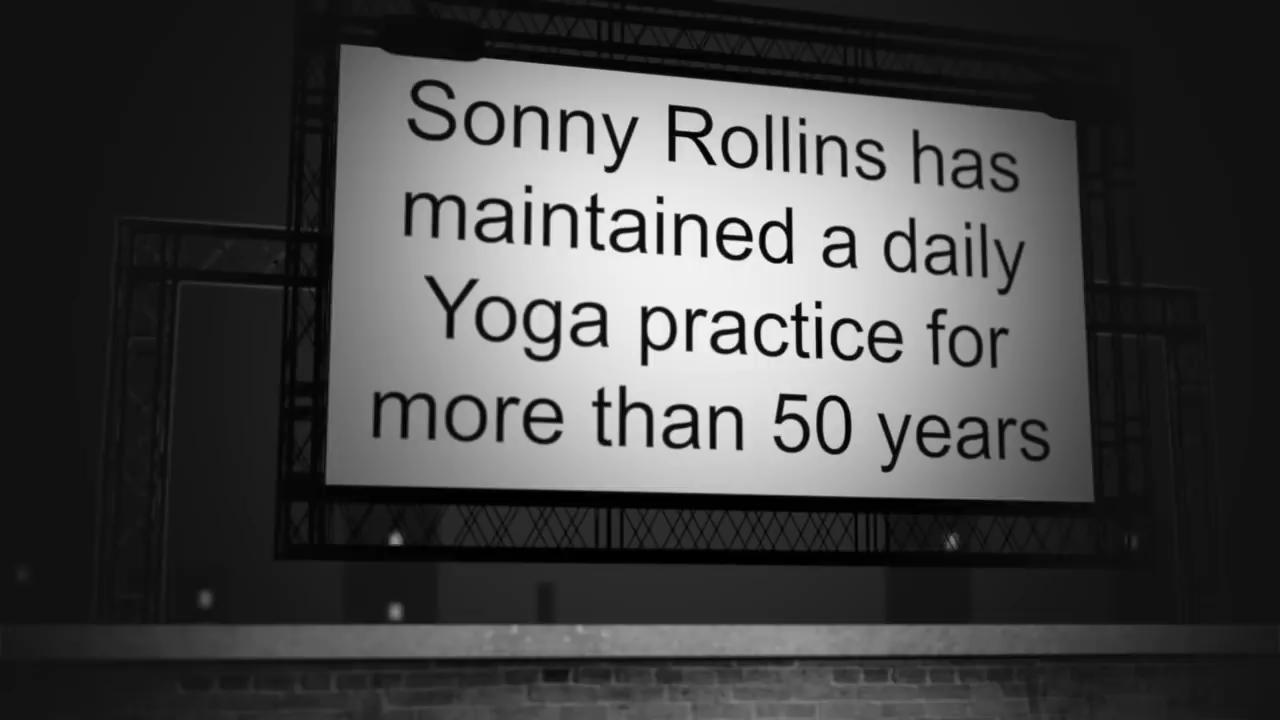 Sonny Rollins has
maintained a daily
Yoga practice for
more than 50 years